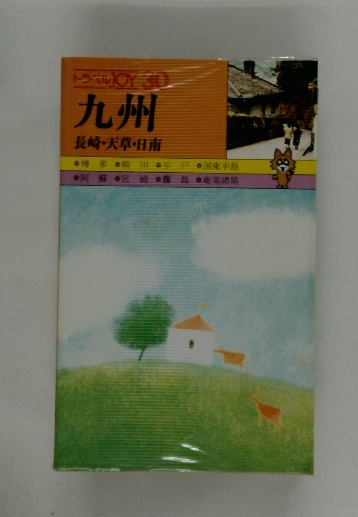 トラベルJOY 30
九州
長崎・天草・日南
博多 柳川 平戸 国東半島
阿蘇 宮崎 霧島 奄美諸島